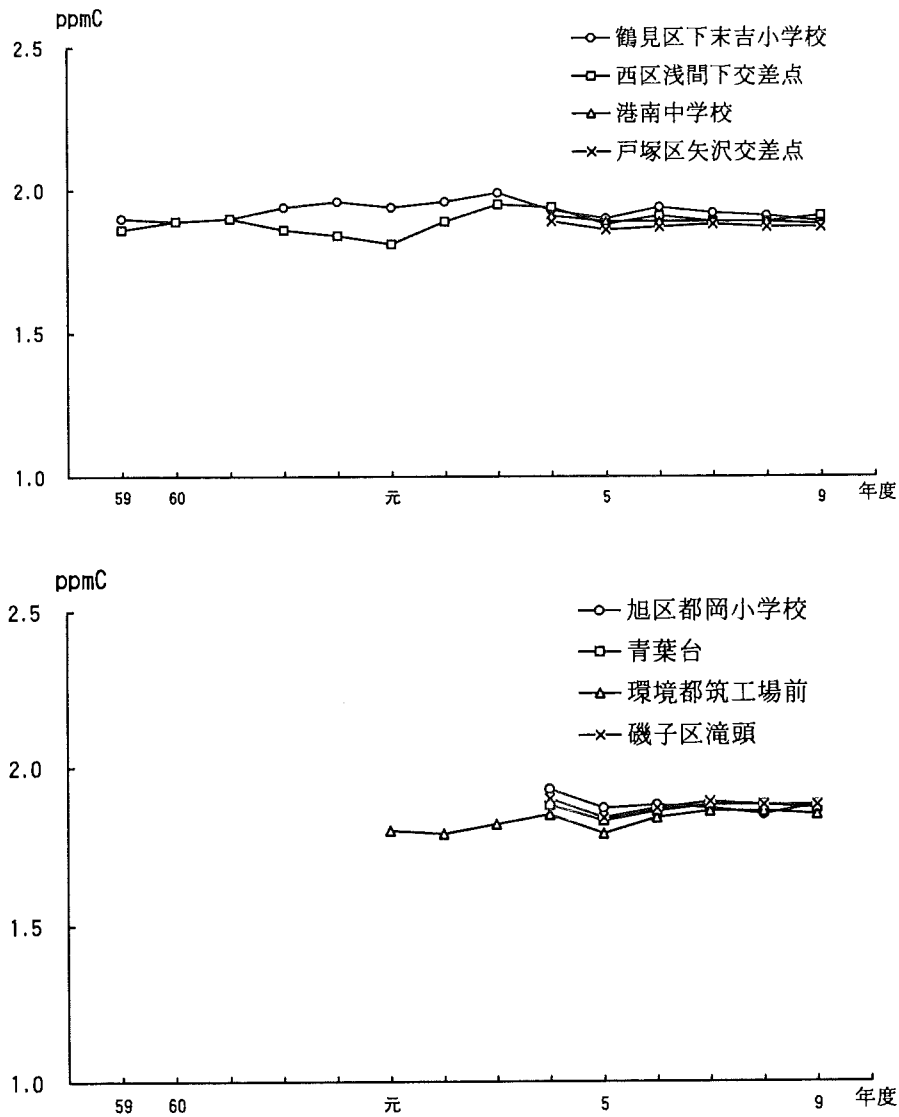 ppmC
2.5
2.0
1.5
1.0
鶴見区下末吉小学校
西区浅間下交差点
港南中学校
戸塚区矢沢交差点
59 60 元 5 9 年度
ppmC
2.5
2.0
1.5
1.0
旭区都岡小学校
青葉台
環境都筑工場前
磯子区滝頭
59 60 元 5 9 年度